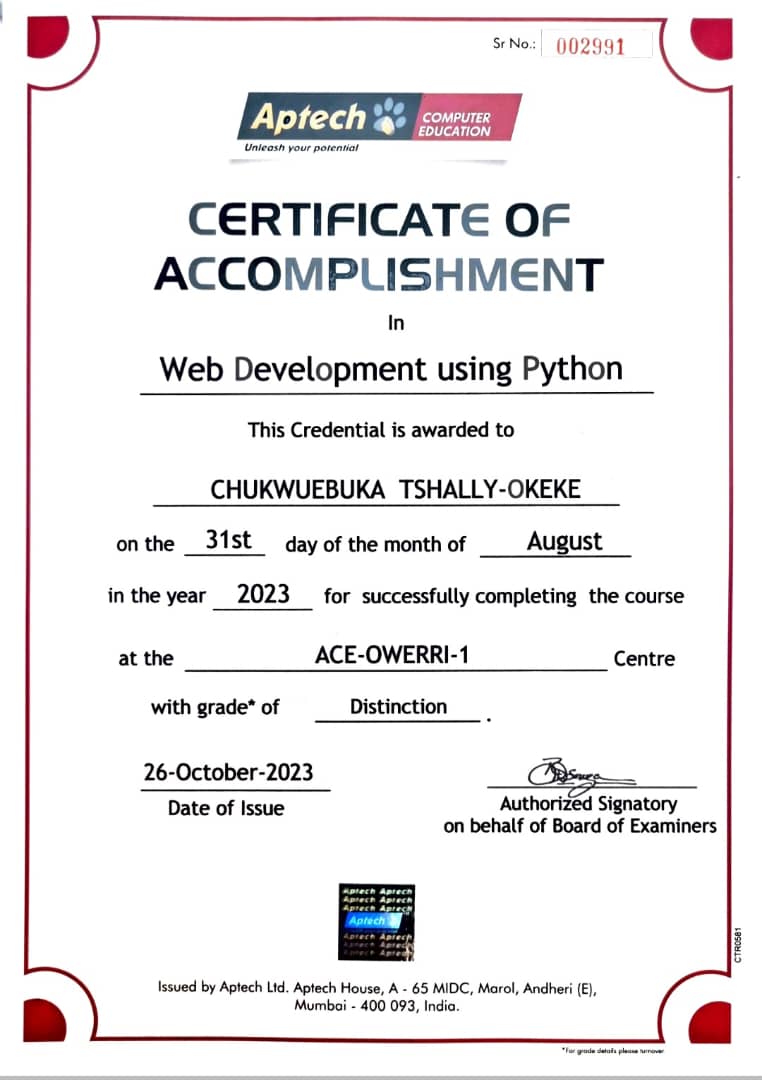 Sr No.: 002991
Aptech COMPUTER EDUCATION
Unleash your potential
CERTIFICATE OF
ACCOMPLISHMENT
In
Web Development using Python
This Credential is awarded to
CHUKWUEBUKA TSHALLY-OKEKE
on the 31st day of the month of August
in the year 2023 for successfully completing the course
at the ACE-OWERRI-1 Centre
with grade* of Distinction .
26-October-2023
Date of Issue
Authorized Signatory
on behalf of Board of Examiners
Aptech Aptech
Aptech Aptech
Aptech Aptech
Aptech
Aptech Aptech
Aptech Aptech
Aptech Aptech
CTR0581
Issued by Aptech Ltd. Aptech House, A - 65 MIDC, Marol, Andheri (E),
Mumbai - 400 093, India.
*For grade details please turnover